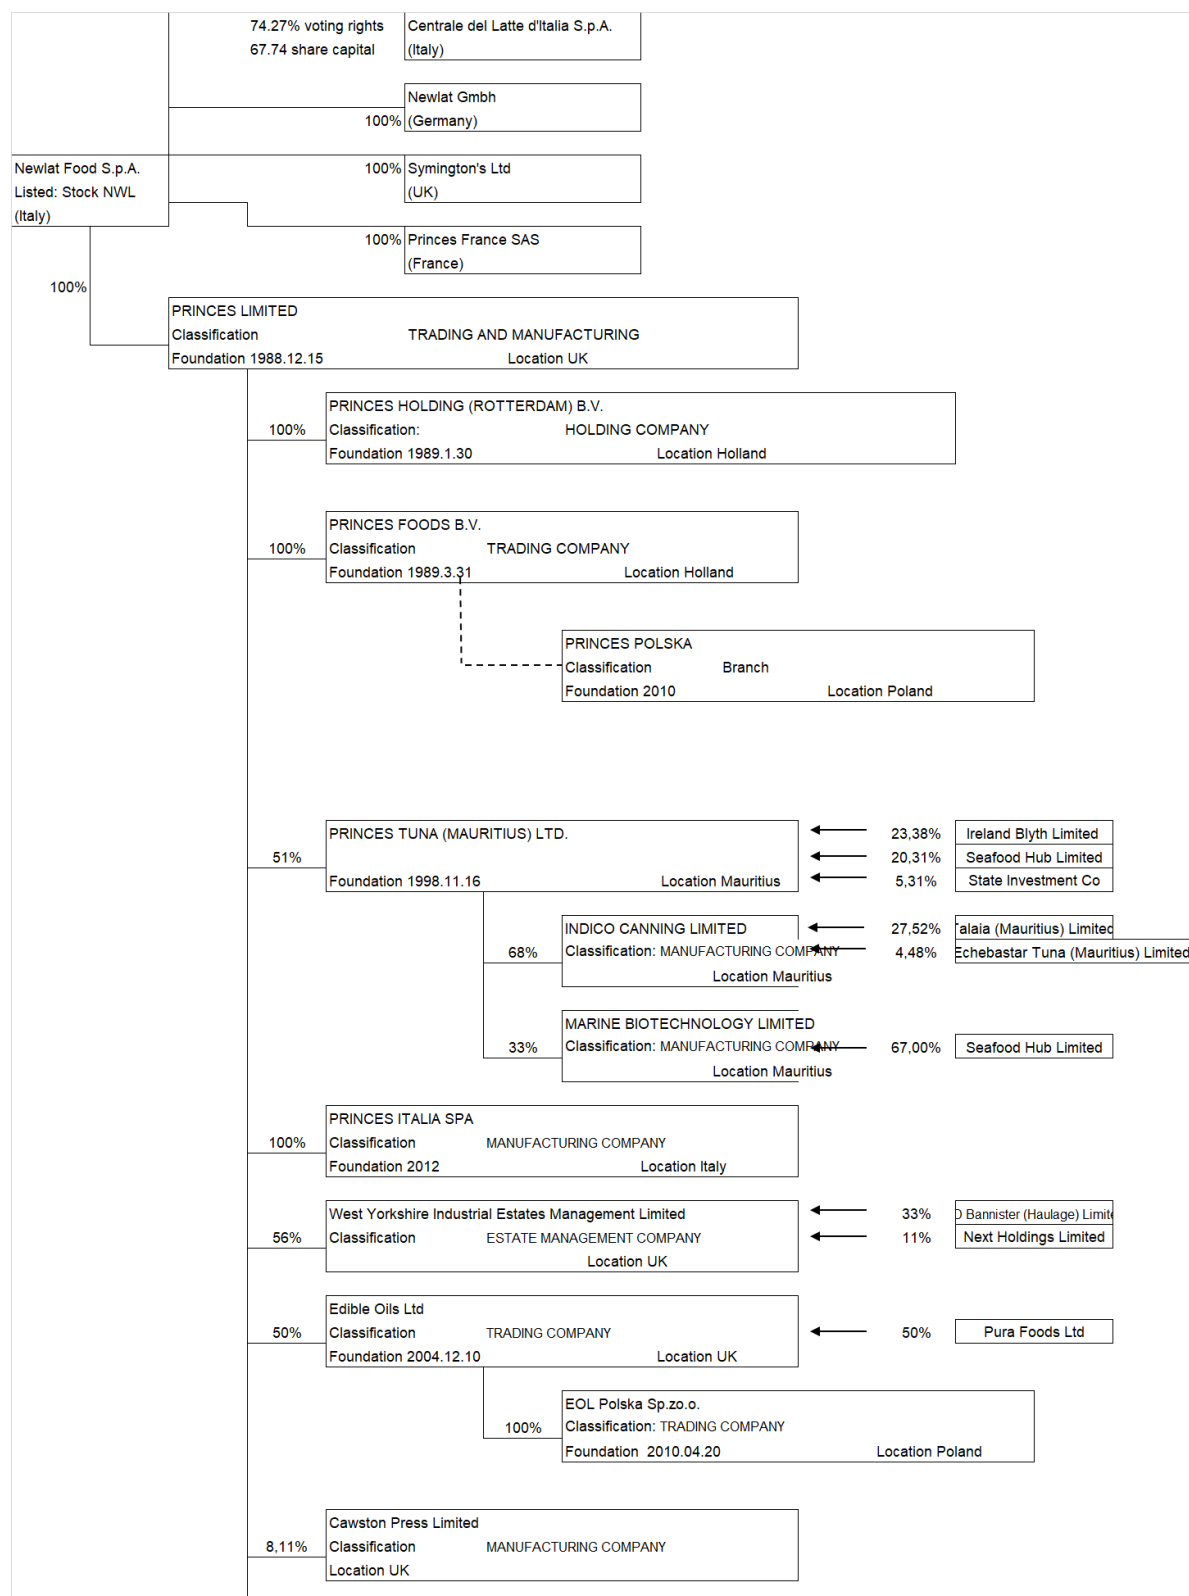 74.27% voting rights Centrale del Latte d'Italia S.p.A.
67.74 share capital (Italy)
Newlat Gmbh
100% (Germany)
Newlat Food S.p.A. 100% Symington's Ltd
Listed: Stock NWL (UK)
(Italy)
100% Princes France SAS
(France)
100%
PRINCES LIMITED
Classification TRADING AND MANUFACTURING
Foundation 1988.12.15 Location UK
PRINCES HOLDING (ROTTERDAM) B.V.
100% Classification: HOLDING COMPANY
Foundation 1989.1.30 Location Holland
PRINCES FOODS B.V.
100% Classification TRADING COMPANY
Foundation 1989.3.31 Location Holland
PRINCES POLSKA
Classification Branch
Foundation 2010 Location Poland
PRINCES TUNA (MAURITIUS) LTD. 23,38% Ireland Blyth Limited
51% 20,31% Seafood Hub Limited
Foundation 1998.11.16 Location Mauritius 5,31% State Investment Co
INDICO CANNING LIMITED 27,52% alaia (Mauritius) Limited
68% Classification: MANUFACTURING COMPANY 4,48% Echebastar Tuna (Mauritius) Limited
Location Mauritius
MARINE BIOTECHNOLOGY LIMITED
33% Classification: MANUFACTURING COMPANY 67,00% Seafood Hub Limited
Location Mauritius
PRINCES ITALIA SPA
100% Classification MANUFACTURING COMPANY
Foundation 2012 Location Italy
West Yorkshire Industrial Estates Management Limited 33% Bannister (Haulage) Limite
56% Classification ESTATE MANAGEMENT COMPANY 11% Next Holdings Limited
Location UK
Edible Oils Ltd
50% Classification TRADING COMPANY 50% Pura Foods Ltd
Foundation 2004.12.10 Location UK
EOL Polska Sp.zo.o.
100% Classification: TRADING COMPANY
Foundation 2010.04.20 Location Poland
Cawston Press Limited
8,11% Classification MANUFACTURING COMPANY
Location UK